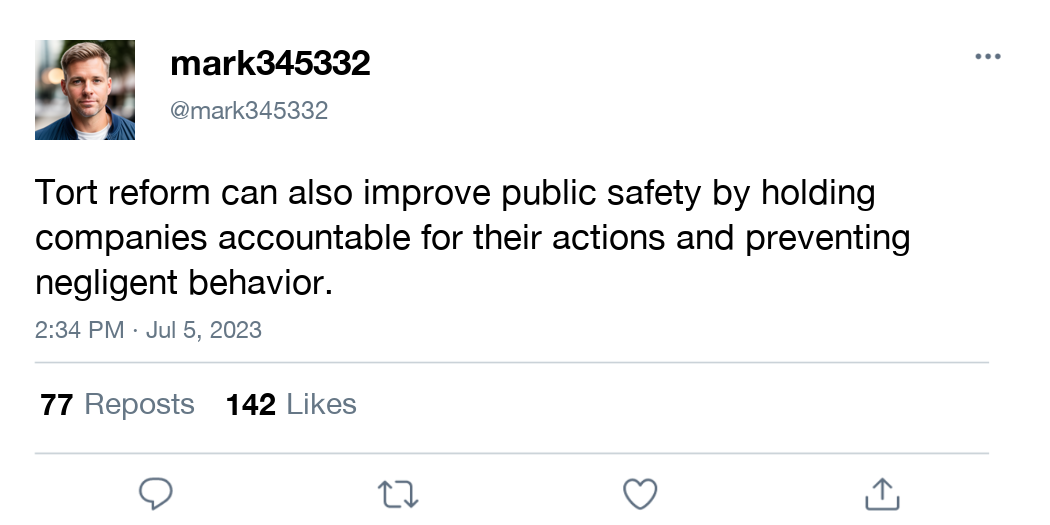 mark345332
@mark345332
Tort reform can also improve public safety by holding
companies accountable for their actions and preventing
negligent behavior.
2:34 PM · Jul 5, 2023
77 Reposts 142 Likes